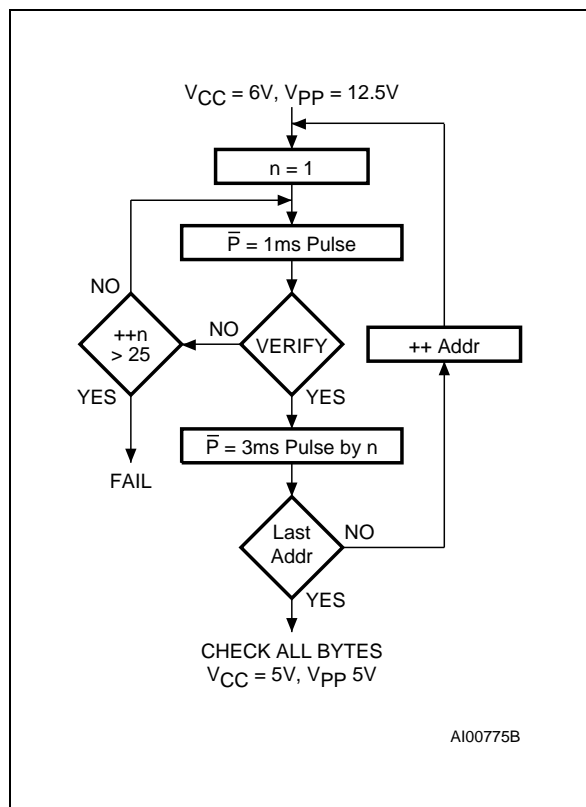 VCC = 6V, VPP = 12.5V
n = 1
P̅ = 1ms Pulse
NO
++n
> 25
NO
VERIFY
++ Addr
YES
YES
P̅ = 3ms Pulse by n
FAIL
Last
Addr
NO
YES
CHECK ALL BYTES
VCC = 5V, VPP 5V
AI00775B